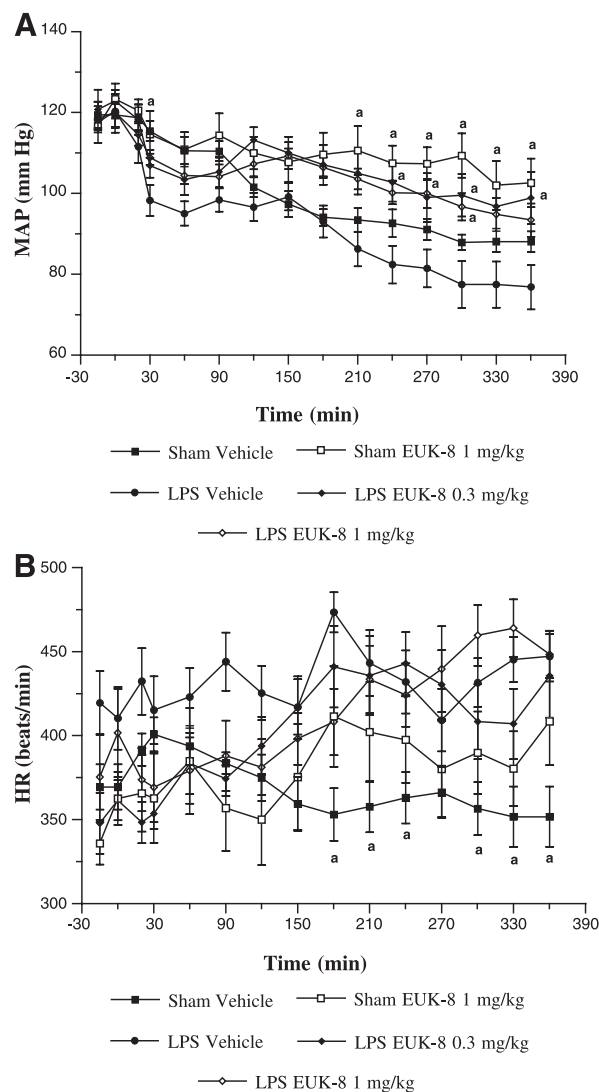 A
140
a
120
a a a a a a
a a a
100
a
80
60
MAP (mm Hg)
-30 30 90 150 210 270 330 390
Time (min)
Sham Vehicle Sham EUK-8 1 mg/kg
LPS Vehicle LPS EUK-8 0.3 mg/kg
LPS EUK-8 1 mg/kg
B
500
450
400
350
a a a a a a
300
HR (beats/min)
-30 30 90 150 210 270 330 390
Time (min)
Sham Vehicle Sham EUK-8 1 mg/kg
LPS Vehicle LPS EUK-8 0.3 mg/kg
LPS EUK-8 1 mg/kg